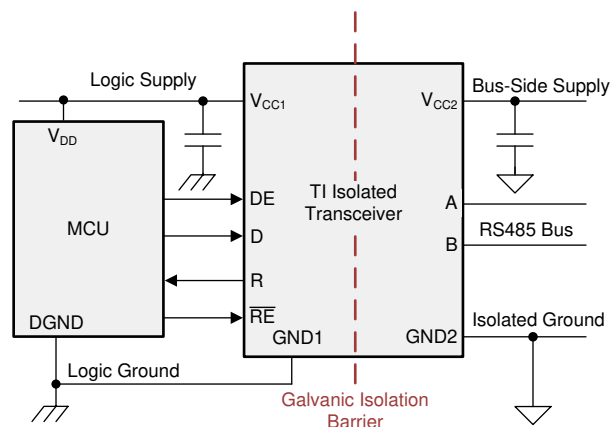 Logic Supply
Bus-Side Supply
VCC1
VCC2
VDD
TI Isolated
Transceiver
DE
A
MCU
D
RS485 Bus
B
R
RE
DGND
GND1
GND2
Isolated Ground
Logic Ground
Galvanic Isolation
Barrier